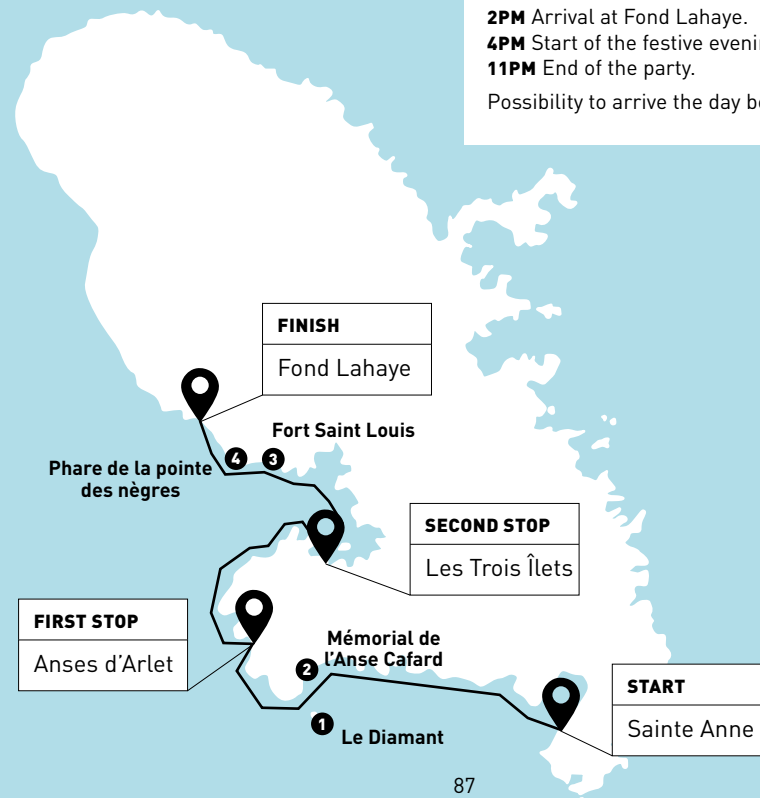 2PM Arrival at Fond Lahaye.
4PM Start of the festive
11PM End of the party.
Possibility to arrive the day
FINISH
Fond Lahaye
Fort Saint Louis
4
3
Phare de la pointe
des nègres
SECOND STOP
Les Trois Îlets
FIRST STOP
Anses d'Arlet
Mémorial de
l'Anse Cafard
2
START
Sainte Anne
1
Le Diamant
87